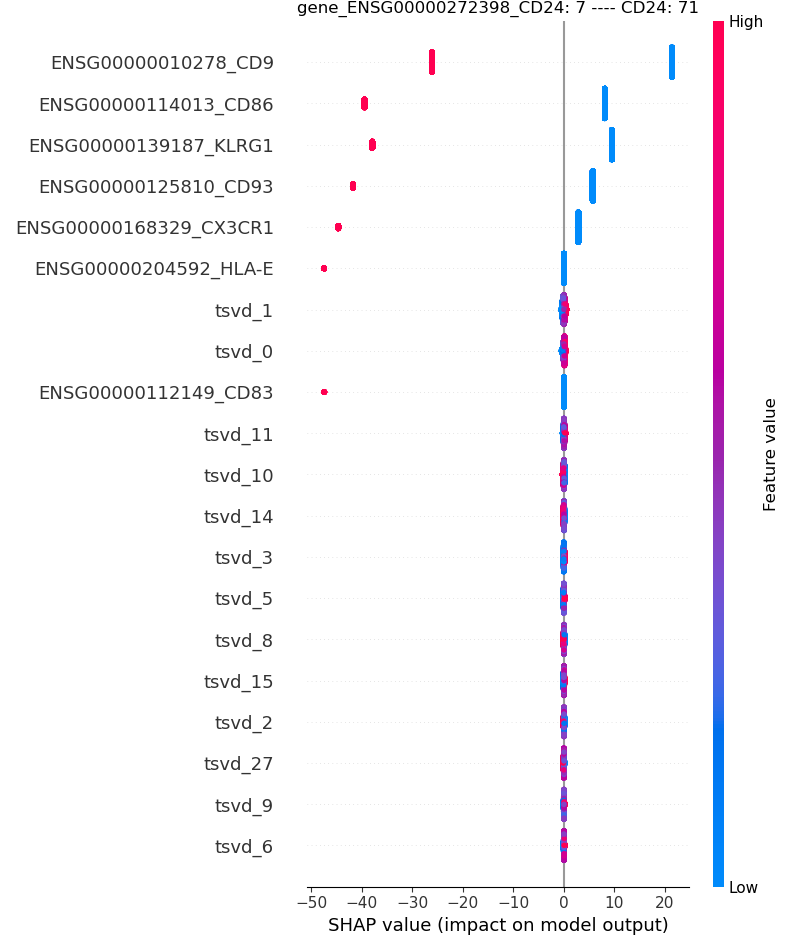 gene_ENSG00000272398_CD24: 7 ---- CD24: 71
High
ENSG00000010278_CD9
ENSG00000114013_CD86
ENSG00000139187_KLRG1
ENSG00000125810_CD93
ENSG00000168329_CX3CR1
ENSG00000204592_HLA-E
tsvd_1
tsvd_0
ENSG00000112149_CD83
tsvd_11
tsvd_10
tsvd_14
tsvd_3
tsvd_5
tsvd_8
tsvd_15
tsvd_2
tsvd_27
tsvd_9
tsvd_6
Feature value
Low
−50 −40 −30 −20 −10 0 10 20
SHAP value (impact on model output)